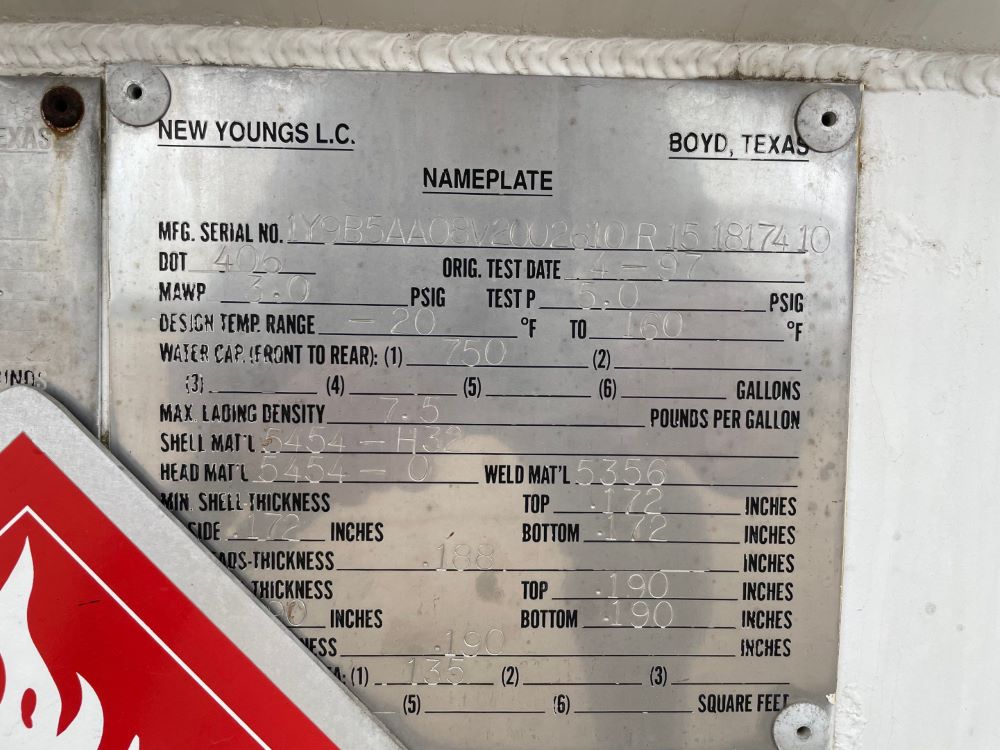 NEW YOUNGS L.C. BOYD, TEXAS
NAMEPLATE
MFG. SERIAL NO. 1Y9B5AA08V2002610 R 15 18174 10
DOT 406 ORIG. TEST DATE 4-97
MAWP 3.0 PSIG TEST P 5.0 PSIG
DESIGN TEMP. RANGE -20 °F TO 160 °F
WATER CAP. (FRONT TO REAR): (1) 750 (2)
(3) (4) (5) (6) GALLONS
MAX. LADING DENSITY 7.5 POUNDS PER GALLON
SHELL MAT'L 5454-H32
HEAD MAT'L 5454-O WELD MAT'L 5356
MIN. SHELL-THICKNESS TOP .172 INCHES
SIDE .172 INCHES BOTTOM .172 INCHES
.188 INCHES
THICKNESS TOP .190 INCHES
INCHES BOTTOM .190 INCHES
.190 INCHES
(1) 135 (2) (3)
(5) (6) SQUARE FEET
TEXAS